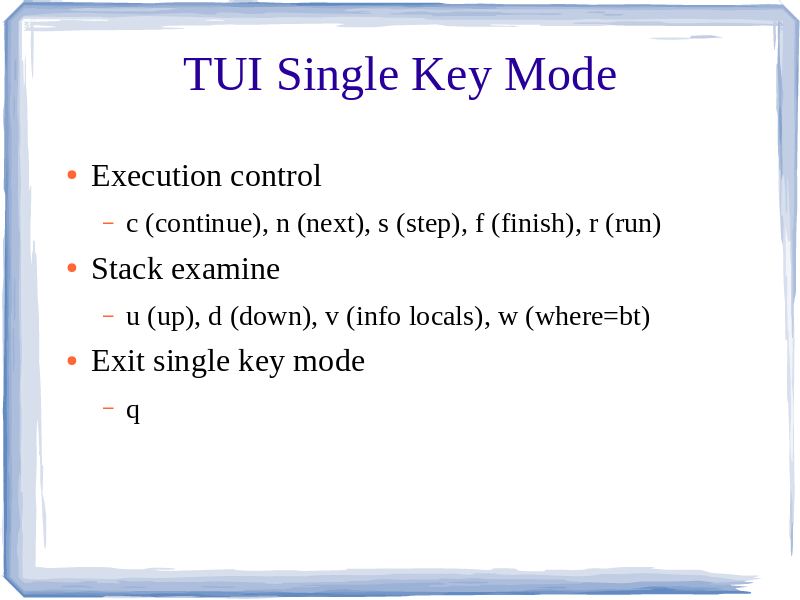 TUI Single Key Mode
• Execution control
– c (continue), n (next), s (step), f (finish), r (run)
• Stack examine
– u (up), d (down), v (info locals), w (where=bt)
• Exit single key mode
– q